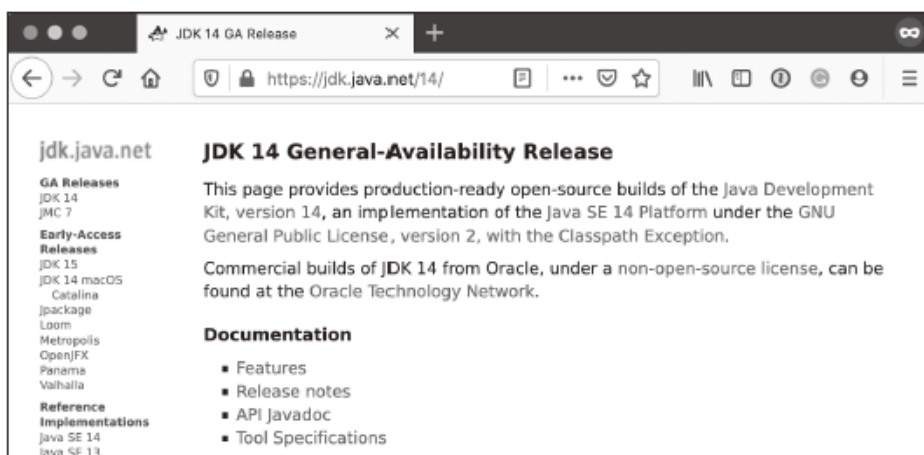 JDK 14 GA Release
https://jdk.java.net/14/
jdk.java.net
GA Releases
JDK 14
JMC 7
Early-Access
Releases
JDK 15
JDK 14 macOS
Catalina
Jpackage
Loom
Metropolis
OpenJFX
Panama
Valhalla
Reference
Implementations
Java SE 14
Java SE 13
JDK 14 General-Availability Release
This page provides production-ready open-source builds of the Java Development
Kit, version 14, an implementation of the Java SE 14 Platform under the GNU
General Public License, version 2, with the Classpath Exception.
Commercial builds of JDK 14 from Oracle, under a non-open-source license, can be
found at the Oracle Technology Network.
Documentation
▪ Features
▪ Release notes
▪ API Javadoc
▪ Tool Specifications